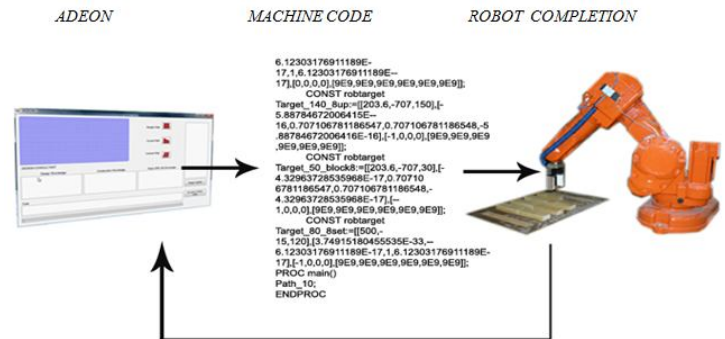 ADEON MACHINE CODE ROBOT COMPLETION
6.12303176911189E-
17,1,6.12303176911189E--
17],[0,0,0,0],[9E9,9E9,9E9,9E9,9E9,9E9]];
CONST robtarget
Target_140_8up:=[[203.6,-707,150],[-
5.88784672006415E--
16,0.707106781186547,0.707106781186548,-5
.88784672006416E-16],[-1,0,0,0],[9E9,9E9,9E9
,9E9,9E9,9E9]];
CONST robtarget
Target_50_block8:=[[203.6,-707,30],[-
4.32963728535968E-17,0.70710
6781186547,0.707106781186548,-
4.32963728535968E-17],[--
1,0,0,0],[9E9,9E9,9E9,9E9,9E9,9E9]];
CONST robtarget
Target_80_8set:=[[500,-
15,120],[3.74915180455535E-33,--
6.12303176911189E-17,1,6.12303176911189E-
17],[-1,0,0,0],[9E9,9E9,9E9,9E9,9E9,9E9]];
PROC main()
Path_10;
ENDPROC